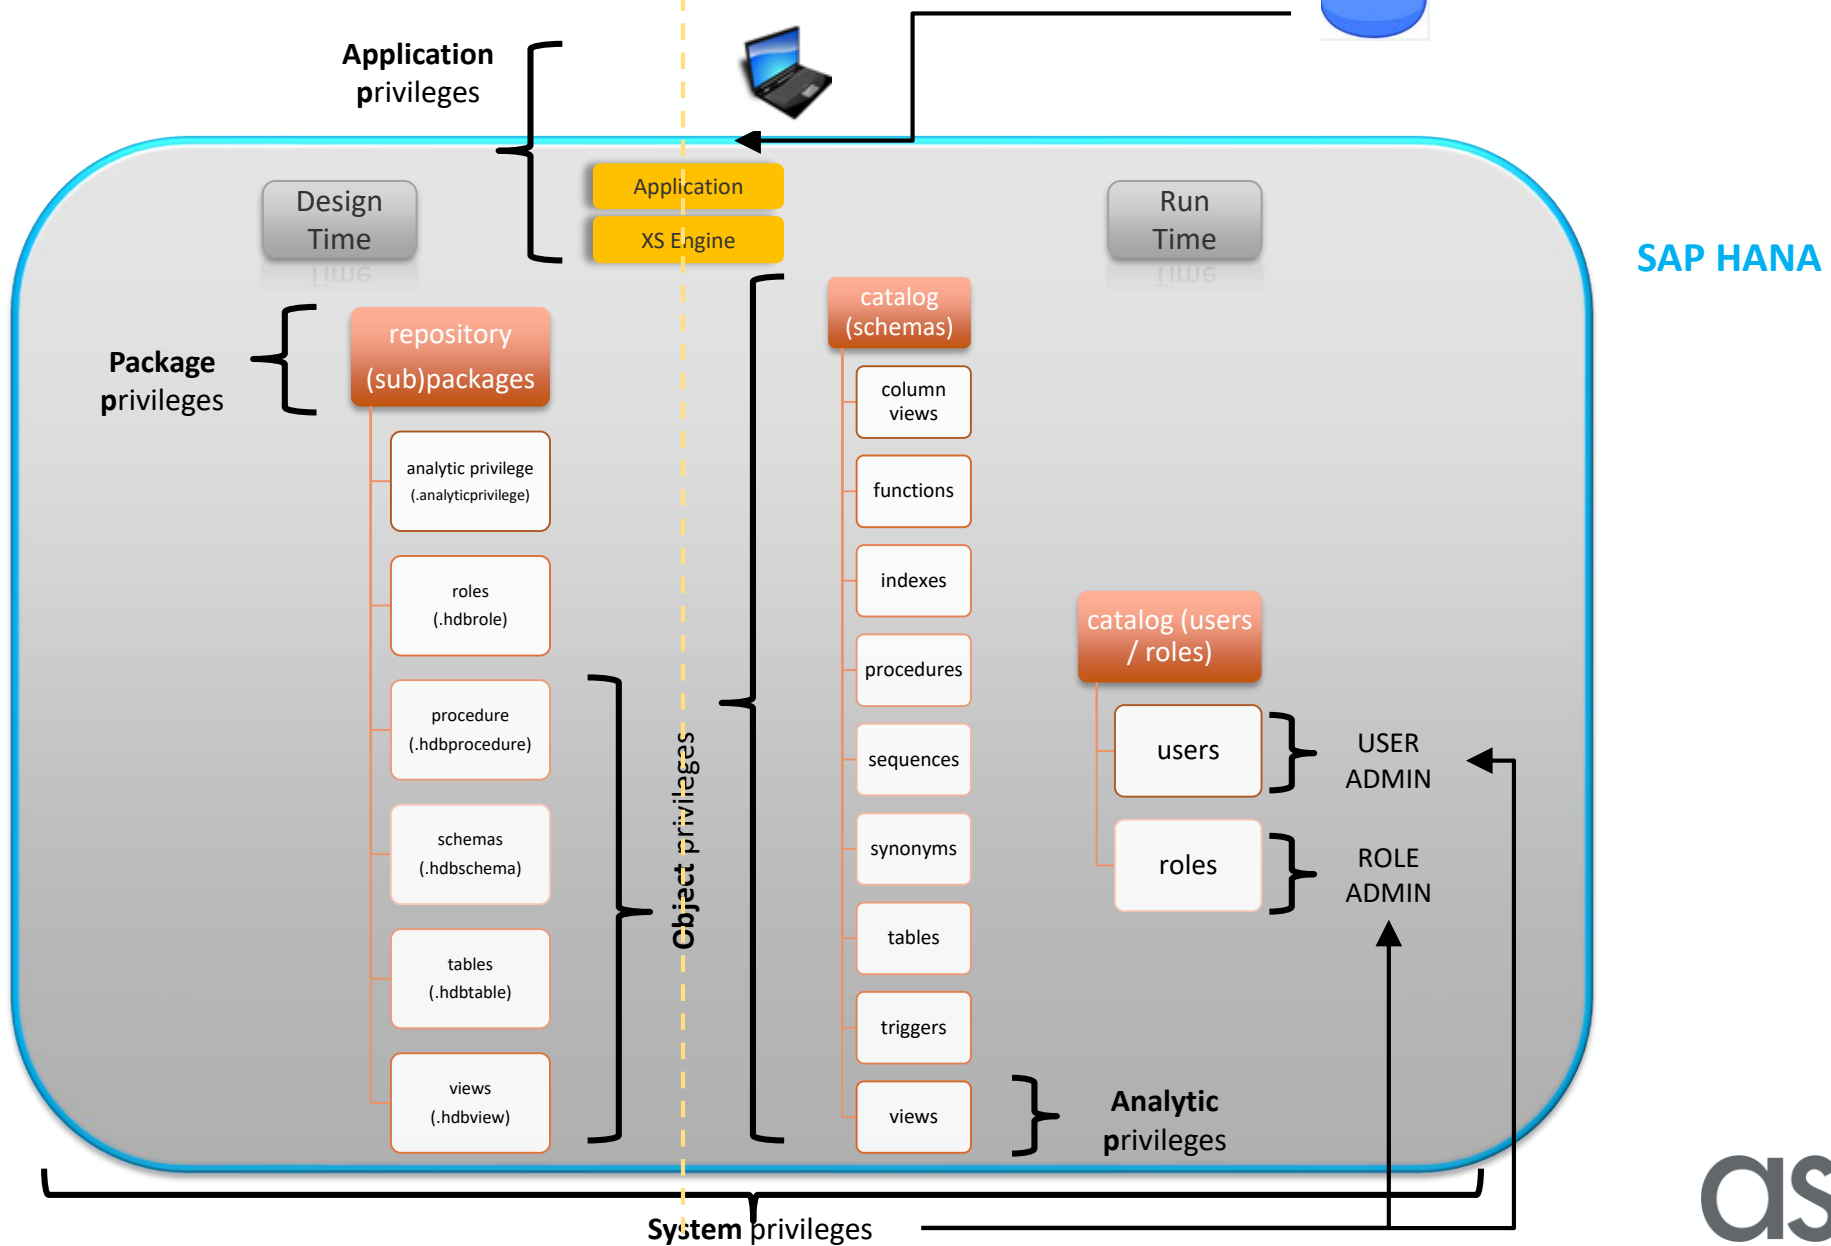 Application
privileges
Application
XS Engine
Design
Time
Run
Time
SAP HANA
Package
privileges
repository
(sub)packages
analytic privilege
(.analyticprivilege)
roles
(.hdbrole)
procedure
(.hdbprocedure)
schemas
(.hdbschema)
tables
(.hdbtable)
views
(.hdbview)
Object privileges
catalog
(schemas)
column
views
functions
indexes
procedures
sequences
synonyms
tables
triggers
views
catalog (users
/ roles)
users
roles
USER
ADMIN
ROLE
ADMIN
Analytic
privileges
System privileges
as